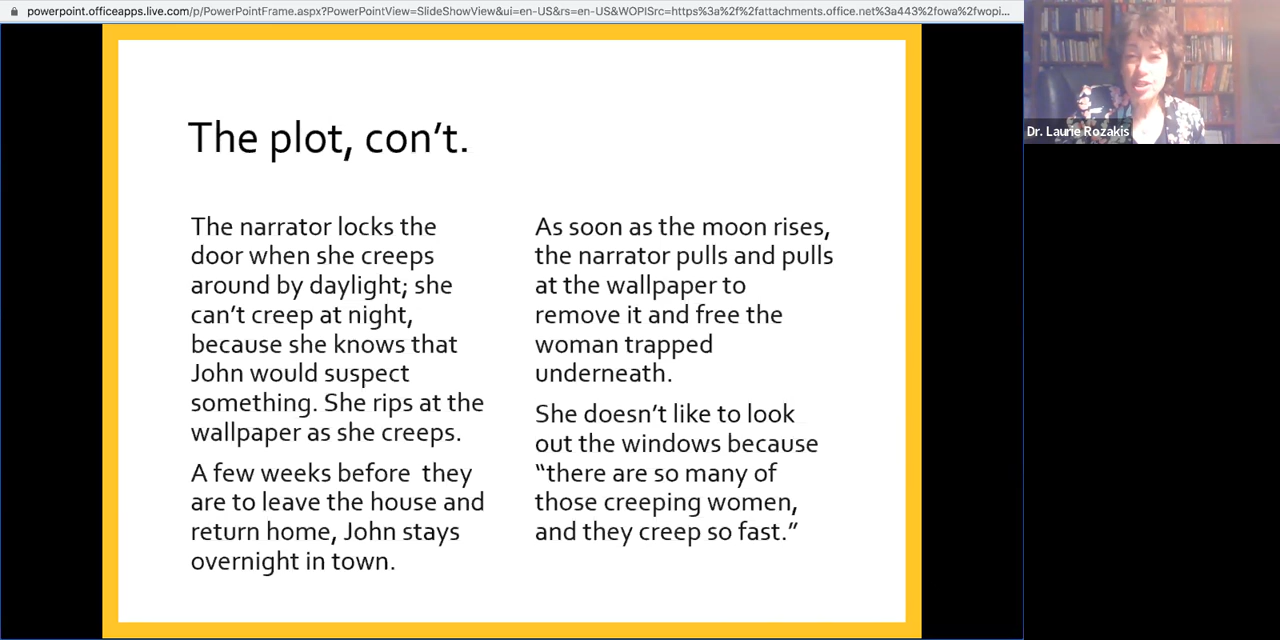 powerpoint.officeapps.live.com/p/PowerPointFrame.aspx?PowerPointView=SlideShowView&ui=en-US&rs=en-US&WOPISrc=https%3a%2f%2fattachments.office.net%3a443%2fowa%2fwopi...
The plot, con’t.
The narrator locks the
door when she creeps
around by daylight; she
can’t creep at night,
because she knows that
John would suspect
something. She rips at the
wallpaper as she creeps.
A few weeks before  they
are to leave the house and
return home, John stays
overnight in town.
As soon as the moon rises,
the narrator pulls and pulls
at the wallpaper to
remove it and free the
woman trapped
underneath.
She doesn’t like to look
out the windows because
“there are so many of
those creeping women,
and they creep so fast.”
Dr. Laurie Rozakis